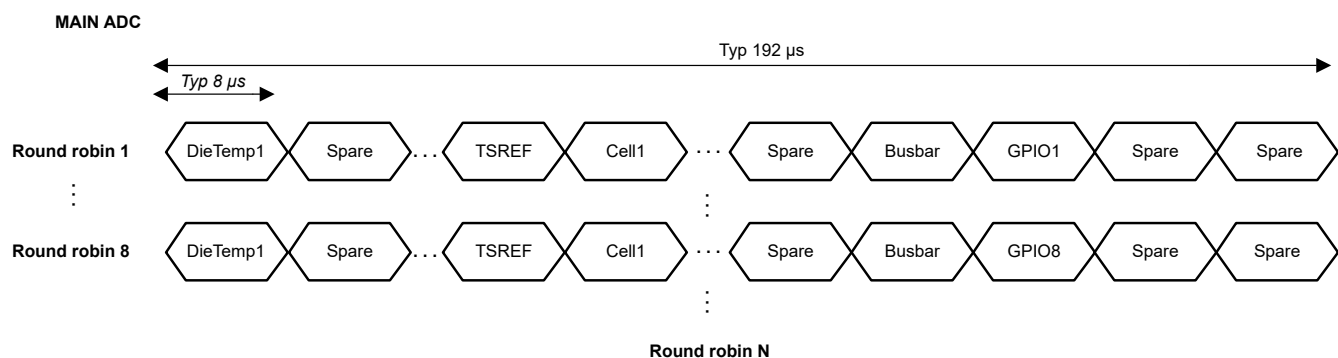 MAIN ADC
Typ 192 µs
Typ 8 µs
Round robin 1 DieTemp1 Spare ... TSREF Cell1 ... Spare Busbar GPIO1 Spare Spare
Round robin 8 DieTemp1 Spare ... TSREF Cell1 ... Spare Busbar GPIO8 Spare Spare
Round robin N